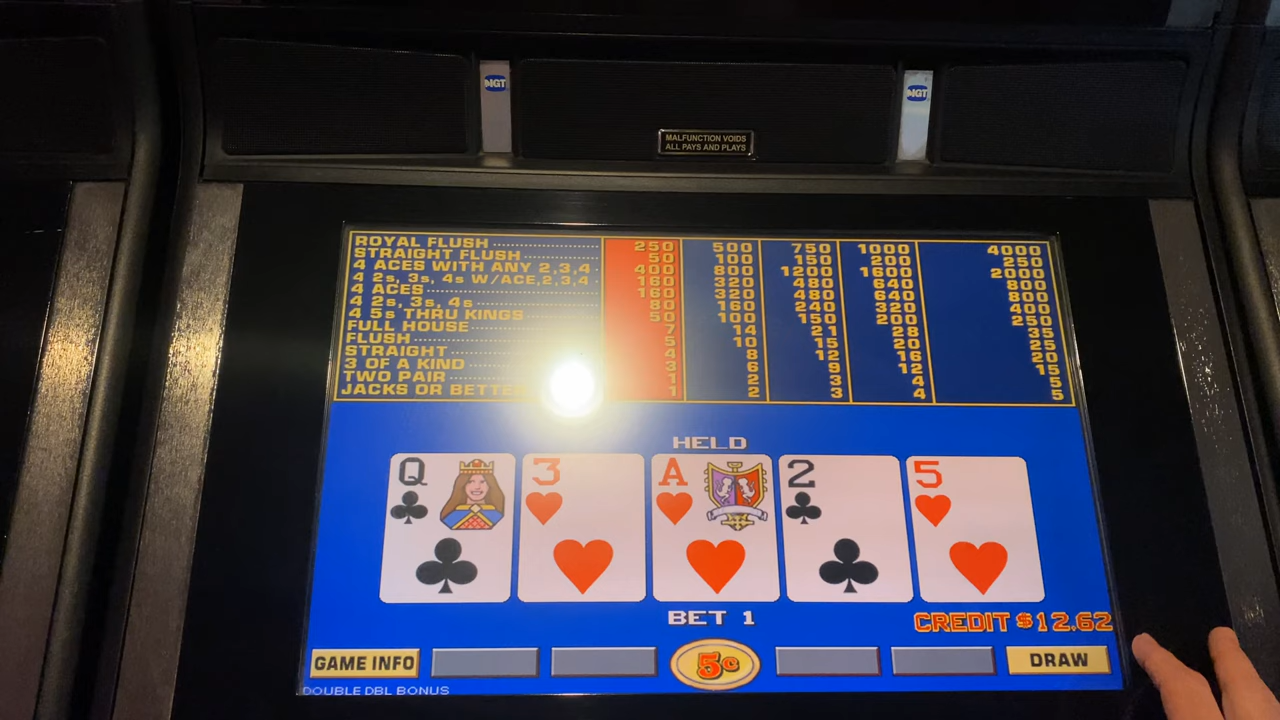 IGT
IGT
MALFUNCTION VOIDS
ALL PAYS AND PLAYS
ROYAL FLUSH 250 500 750 1000 4000
STRAIGHT FLUSH 50 100 150 200 250
4 ACES WITH ANY 2,3,4 400 800 1200 1600 2000
4 2s, 3s, 4s W/ACE,2,3,4 160 320 480 640 800
4 ACES 160 320 480 640 800
4 2s, 3s, 4s 80 160 240 320 400
4 5s THRU KINGS 50 100 150 200 250
FULL HOUSE 7 14 21 28 35
FLUSH 5 10 15 20 25
STRAIGHT 4 8 12 16 20
3 OF A KIND 3 6 9 12 15
TWO PAIR 1 2 3 4 5
JACKS OR BETTER 1 2 3 4 5
HELD
Q 3 A 2 5
BET 1
CREDIT $12.62
GAME INFO 5¢ DRAW
DOUBLE DBL BONUS